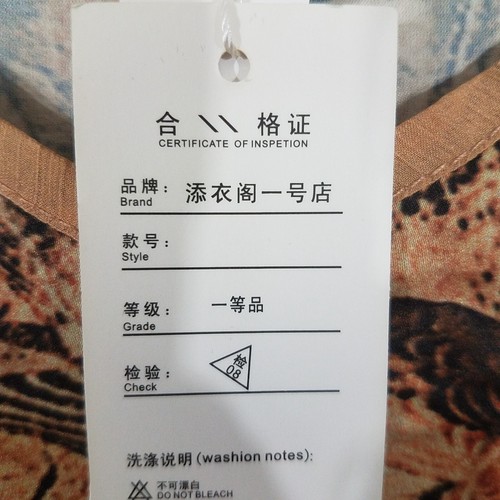 合 \\ 格证
CERTIFICATE OF INSPETION
品牌： 添衣阁一号店
Brand
款号：
Style
等级： 一等品
Grade
检验： 检 08
Check
洗涤说明(washion notes):
不可漂白
DO NOT BLEACH